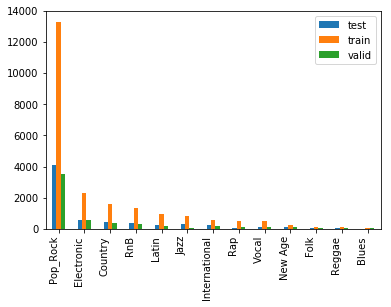 14000
12000
10000
8000
6000
4000
2000
0
test
train
valid
Pop_Rock
Electronic
Country
RnB
Latin
Jazz
International
Rap
Vocal
New Age
Folk
Reggae
Blues